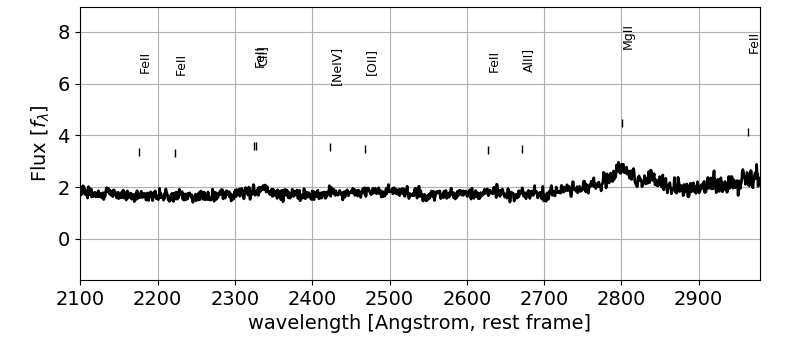 8
6
4
2
0
Flux [fλ]
FeII
FeII
FeII
CII]
[NeIV]
[OII]
FeII
AlII]
MgII
FeII
2100 2200 2300 2400 2500 2600 2700 2800 2900
wavelength [Angstrom, rest frame]